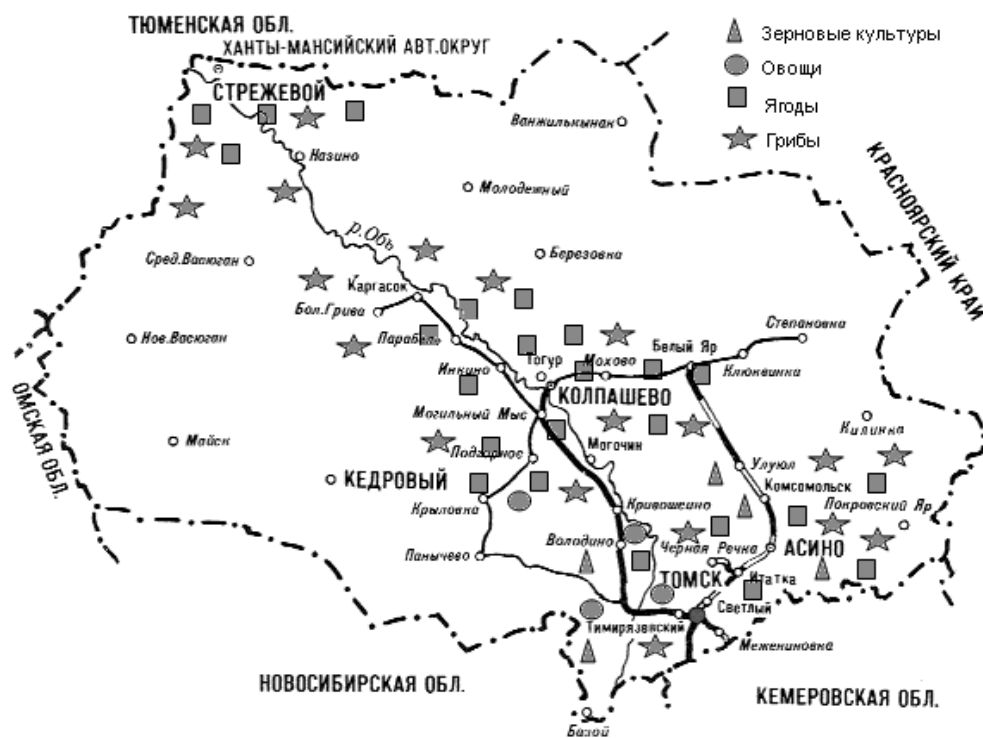 ТЮМЕНСКАЯ ОБЛ.
ХАНТЫ-МАНСИЙСКИЙ АВТ.ОКРУГ
Зерновые культуры
Овощи
Ягоды
Грибы
СТРЕЖЕВОЙ
Ванжилькынак
Назино
КРАСНОЯРСКИЙ КРАЙ
Молодежный
р.Обь
Сред.Васюган
Березовка
Каргасок
Бол.Грива
Степановка
Нов.Васюган
Парабель
Белый Яр
Тогур
Мохово
Инкино
Клюквинка
КОЛПАШЕВО
ОМСКАЯ ОБЛ.
Могильный Мыс
Килинка
Майск
Могочин
Подгорное
Улуюл
КЕДРОВЫЙ
Комсомольск
Крыловка
Кривошеино
Покровский Яр
Володино
Черная Речка
АСИНО
Панычево
ТОМСК
Итатка
Светлый
Тимирязевский
Межениновка
НОВОСИБИРСКАЯ ОБЛ.
КЕМЕРОВСКАЯ ОБЛ.
Базой